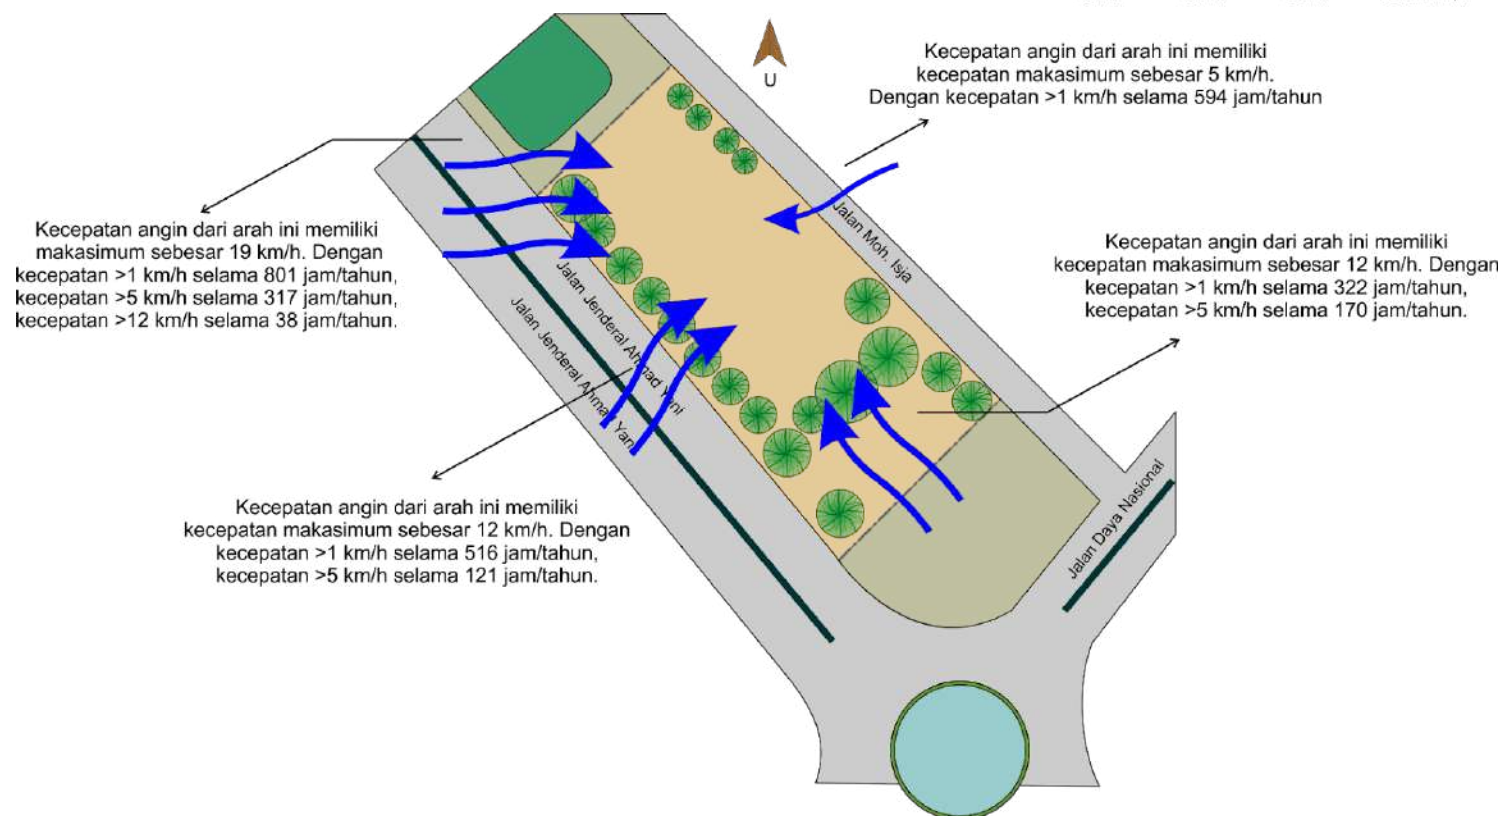 U
Kecepatan angin dari arah ini memiliki
kecepatan makasimum sebesar 5 km/h.
Dengan kecepatan >1 km/h selama 594 jam/tahun
Kecepatan angin dari arah ini memiliki
makasimum sebesar 19 km/h. Dengan
kecepatan >1 km/h selama 801 jam/tahun,
kecepatan >5 km/h selama 317 jam/tahun,
kecepatan >12 km/h selama 38 jam/tahun.
Jalan Moh. Isja
Kecepatan angin dari arah ini memiliki
kecepatan makasimum sebesar 12 km/h. Dengan
kecepatan >1 km/h selama 322 jam/tahun,
kecepatan >5 km/h selama 170 jam/tahun.
Jalan Jenderal Ahmad Yani
Jalan Jenderal Ahmad Yani
Kecepatan angin dari arah ini memiliki
kecepatan makasimum sebesar 12 km/h. Dengan
kecepatan >1 km/h selama 516 jam/tahun,
kecepatan >5 km/h selama 121 jam/tahun.
Jalan Daya Nasional